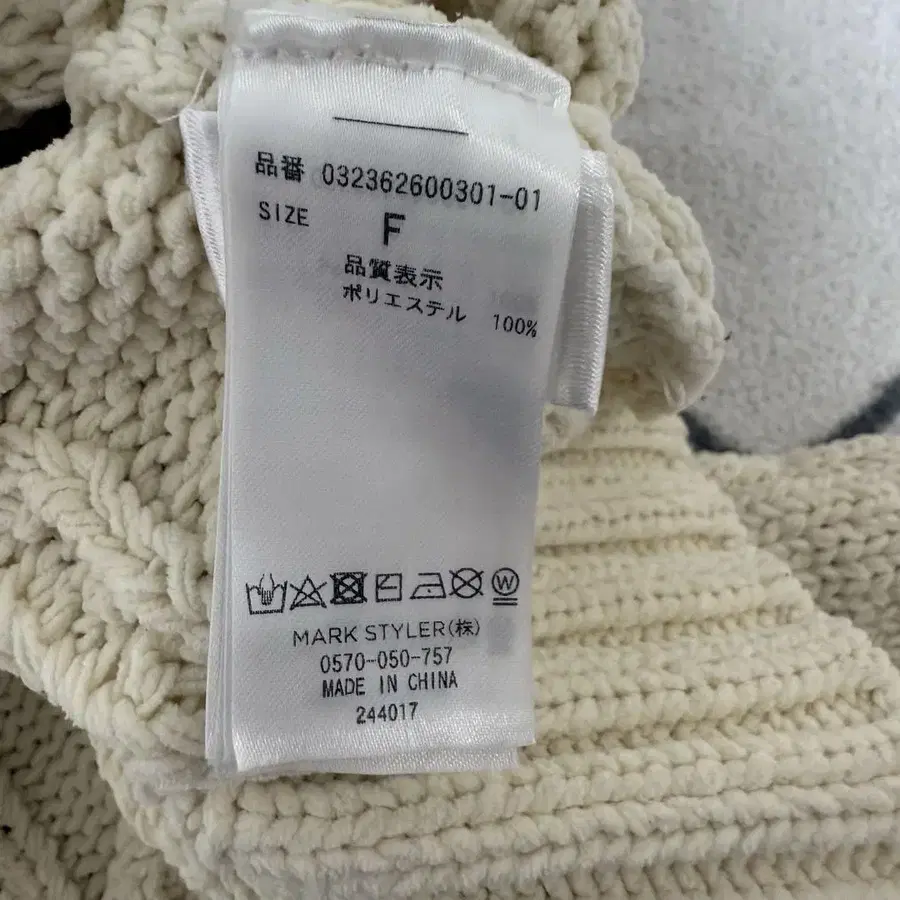 品番 032362600301-01
SIZE F
品質表示
ポリエステル 100%
W
MARK STYLER(株)
0570-050-757
MADE IN CHINA
244017